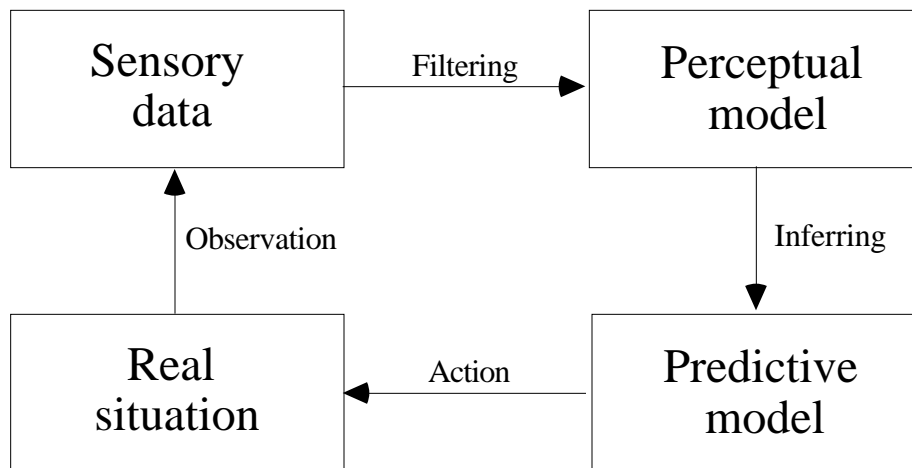 Sensory
data
Filtering
Perceptual
model
Observation
Inferring
Real
situation
Action
Predictive
model